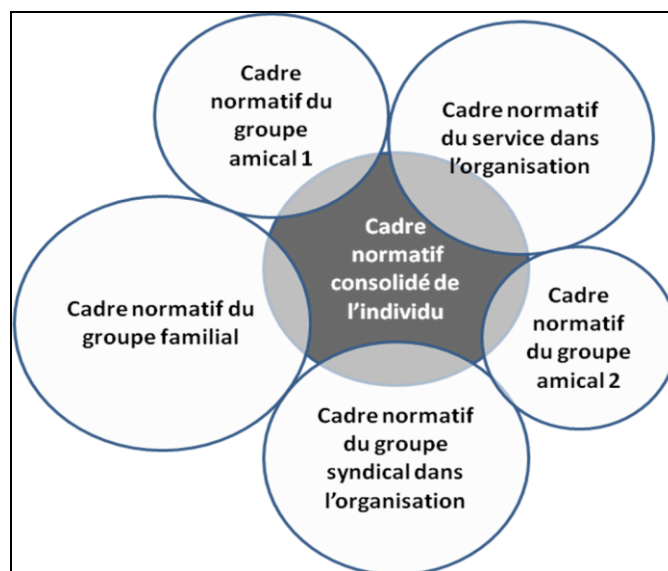 Cadre
normatif du
groupe
amical 1
Cadre normatif
du service dans
l’organisation
Cadre
normatif
consolidé de
l’individu
Cadre normatif du
groupe familial
Cadre
normatif
du groupe
amical 2
Cadre normatif
du groupe
syndical dans
l’organisation